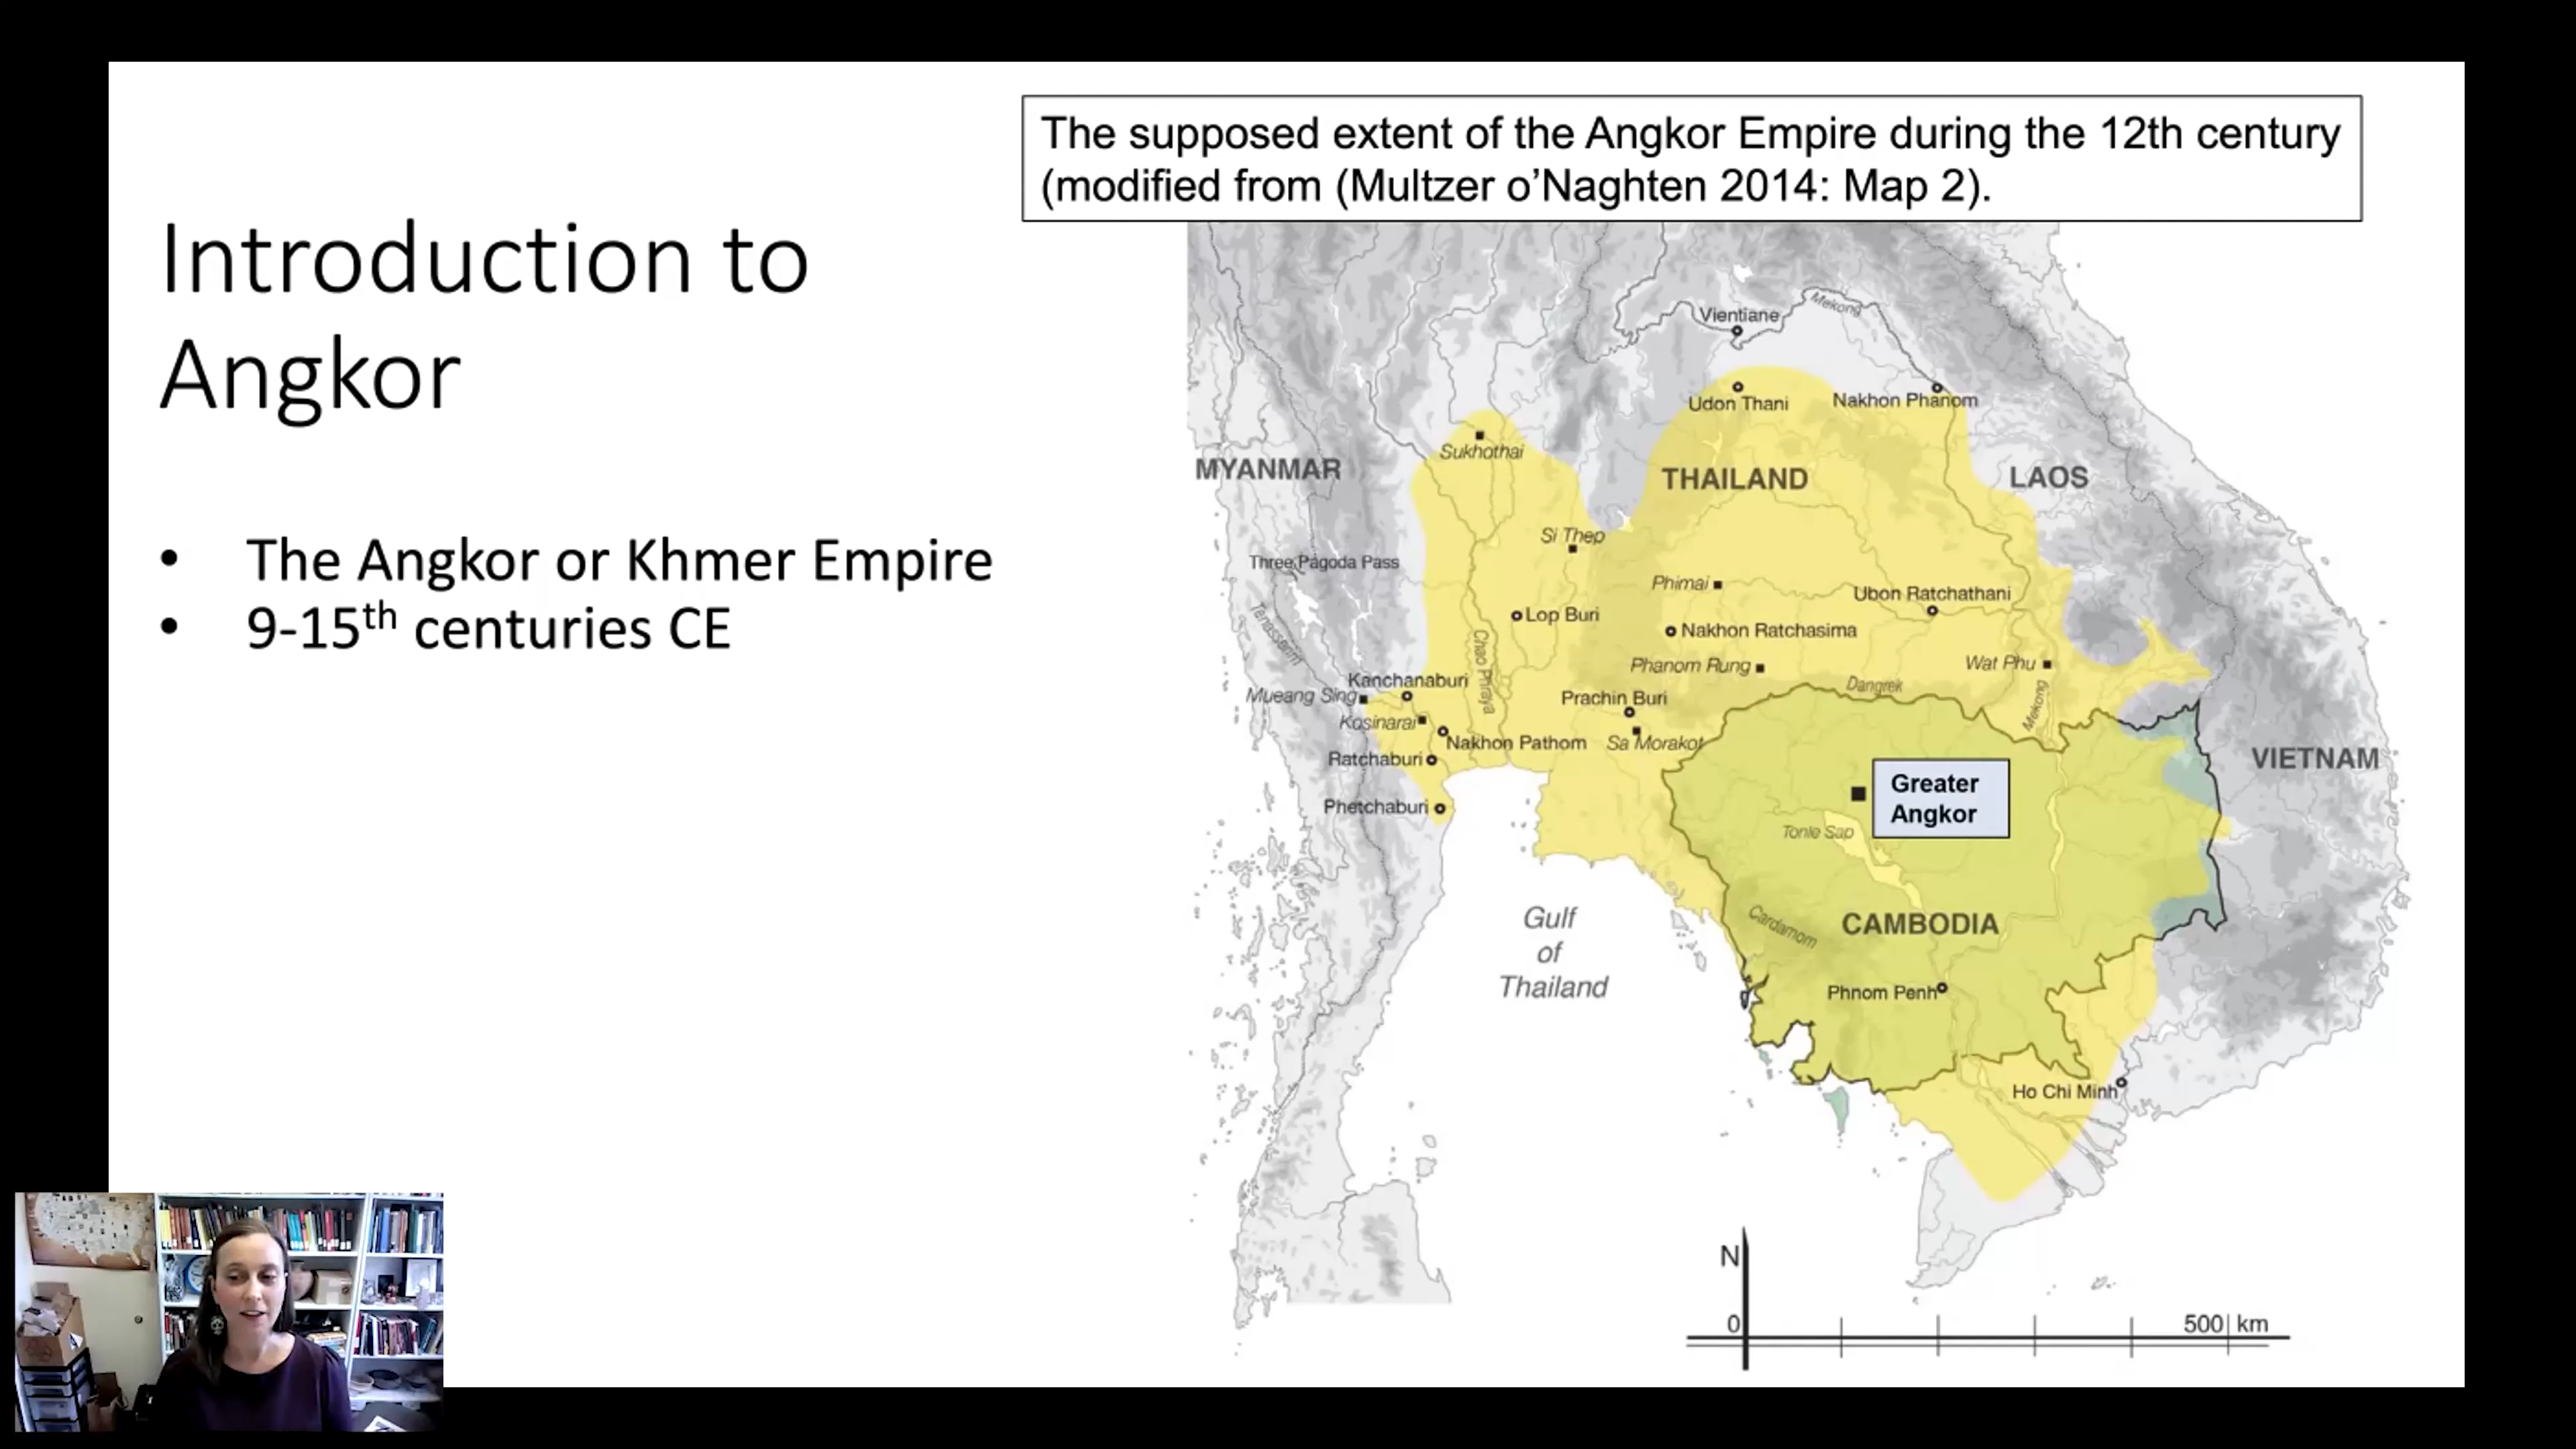 The supposed extent of the Angkor Empire during the 12th century
(modified from (Multzer o’Naghten 2014: Map 2).
Introduction to
Angkor
• The Angkor or Khmer Empire
• 9-15th centuries CE
Vientiane
Mekong
Udon Thani
Nakhon Phanom
Sukhothai
MYANMAR
THAILAND
LAOS
Si Thep
Three Pagoda Pass
Phimai
Ubon Ratchathani
Tenasserim
Lop Buri
Nakhon Ratchasima
Chao Phraya
Phanom Rung
Wat Phu
Kanchanaburi
Dangrek
Mueang Sing
Prachin Buri
Mekong
Kosinarai
Nakhon Pathom
Sa Morakot
Ratchaburi
VIETNAM
Greater
Angkor
Phetchaburi
Tonle Sap
Gulf
of
Thailand
Cardamom
CAMBODIA
Phnom Penh
Ho Chi Minh
N
0
500 km